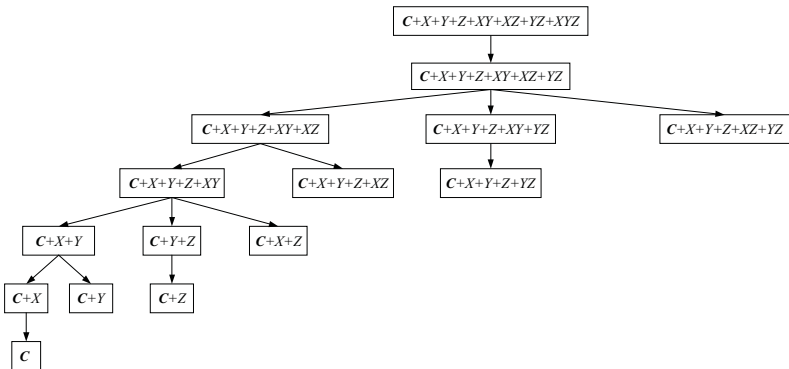 C+X+Y+Z+XY+XZ+YZ+XYZ
C+X+Y+Z+XY+XZ+YZ
C+X+Y+Z+XY+XZ
C+X+Y+Z+XY+YZ
C+X+Y+Z+XZ+YZ
C+X+Y+Z+XY
C+X+Y+Z+XZ
C+X+Y+Z+YZ
C+X+Y
C+Y+Z
C+X+Z
C+X
C+Y
C+Z
C